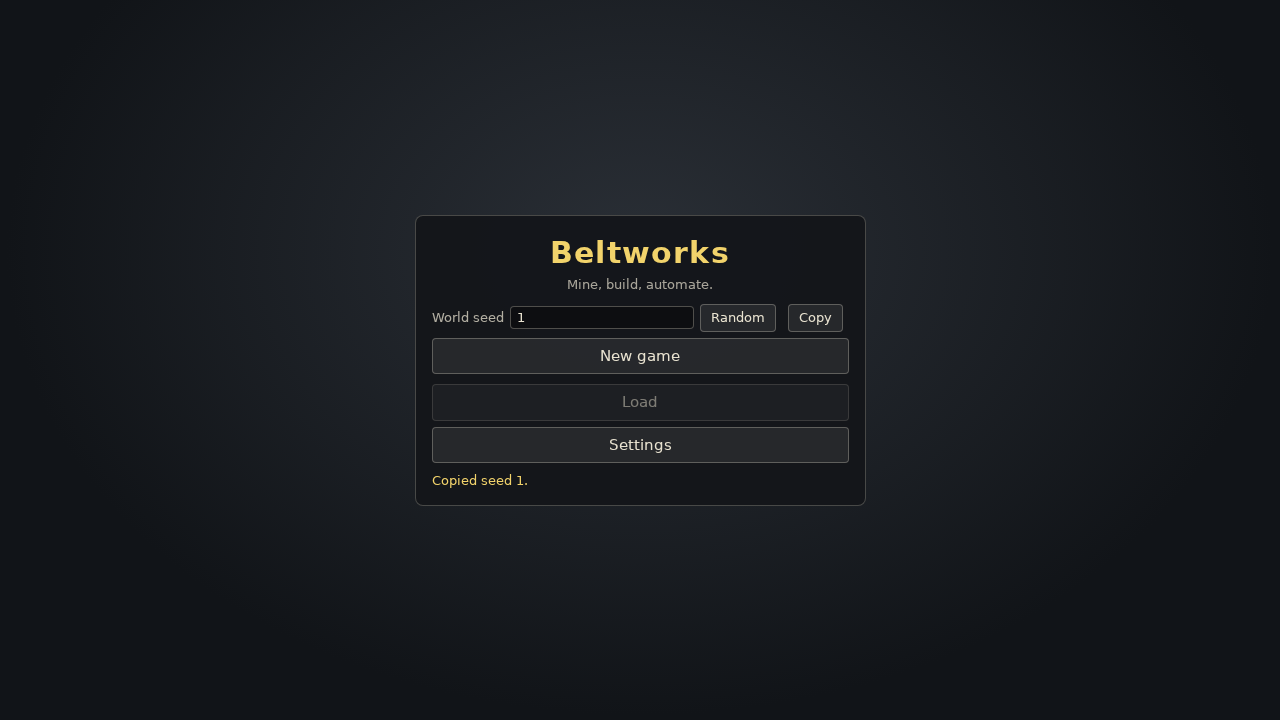 Beltworks
Mine, build, automate.
World seed 1 Random Copy
New game
Load
Settings
Copied seed 1.